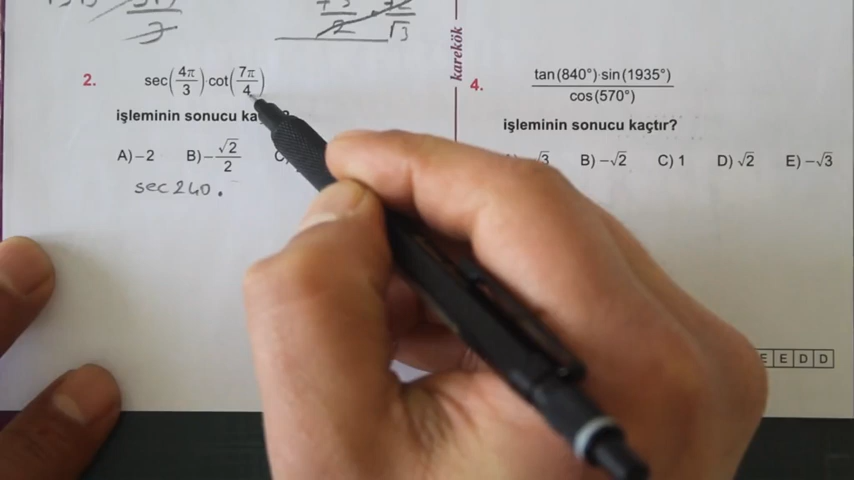 2. sec(4π/3)·cot(7π/4)
işleminin sonucu
A) −2 B) −√2/2
sec 240.
karekök
4. tan(840°)·sin(1935°)/cos(570°)
işleminin sonucu kaçtır?
√3 B) −√2 C) 1 D) √2 E) −√3
E E D D